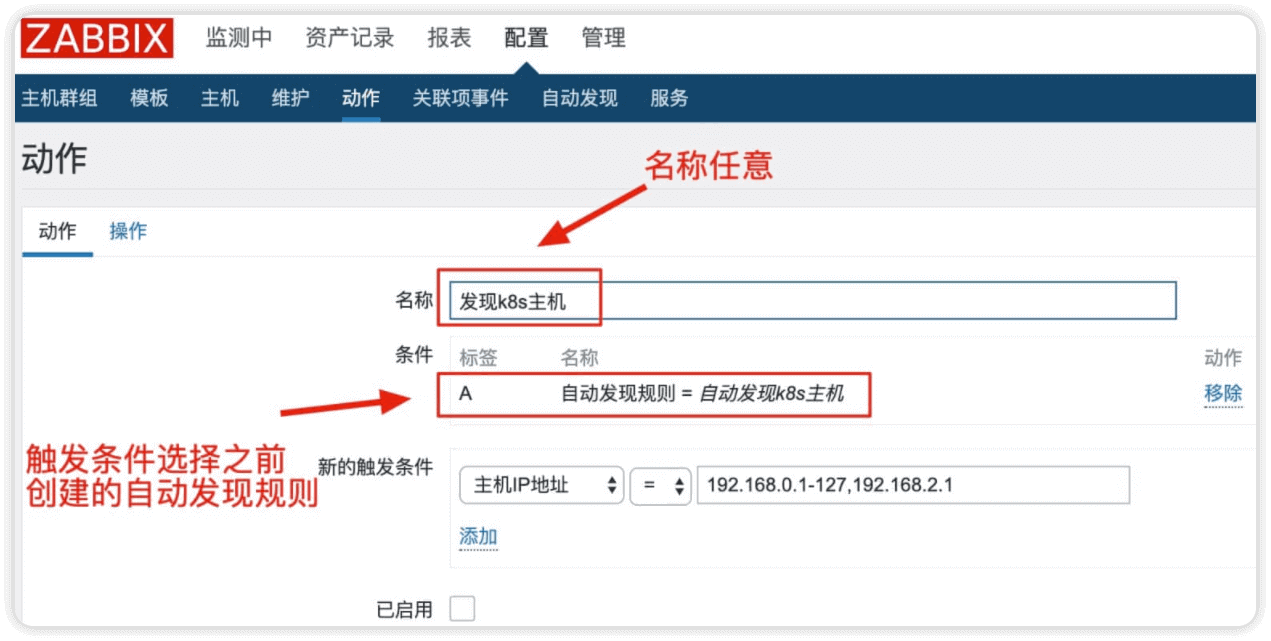 ZABBIX 监测中 资产记录 报表 配置 管理
主机群组 模板 主机 维护 动作 关联项事件 自动发现 服务
动作
名称任意
动作 操作
名称 发现k8s主机
条件 标签 名称 动作
A 自动发现规则 = 自动发现k8s主机 移除
触发条件选择之前
创建的自动发现规则
新的触发条件 主机IP地址 = 192.168.0.1-127,192.168.2.1
添加
已启用